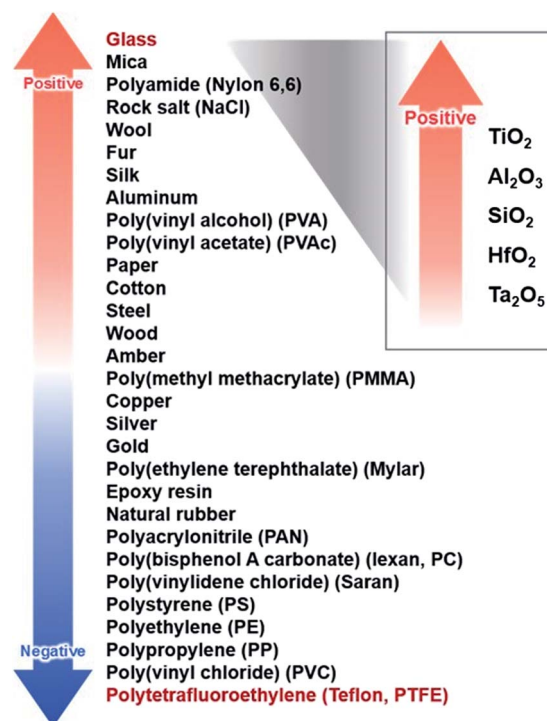 Glass
Mica
Positive
Polyamide (Nylon 6,6)
Rock salt (NaCl)
Wool
Fur
Silk
Aluminum
Poly(vinyl alcohol) (PVA)
Poly(vinyl acetate) (PVAc)
Paper
Cotton
Steel
Wood
Amber
Poly(methyl methacrylate) (PMMA)
Copper
Silver
Gold
Poly(ethylene terephthalate) (Mylar)
Epoxy resin
Natural rubber
Polyacrylonitrile (PAN)
Poly(bisphenol A carbonate) (lexan, PC)
Poly(vinylidene chloride) (Saran)
Polystyrene (PS)
Polyethylene (PE)
Negative
Polypropylene (PP)
Poly(vinyl chloride) (PVC)
Polytetrafluoroethylene (Teflon, PTFE)
Positive
TiO₂
Al₂O₃
SiO₂
HfO₂
Ta₂O₅